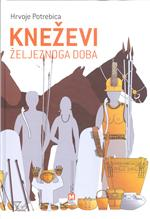 Hrvoje Potrebica
KNEŽEVI
ŽELJEZNOGA DOBA
M